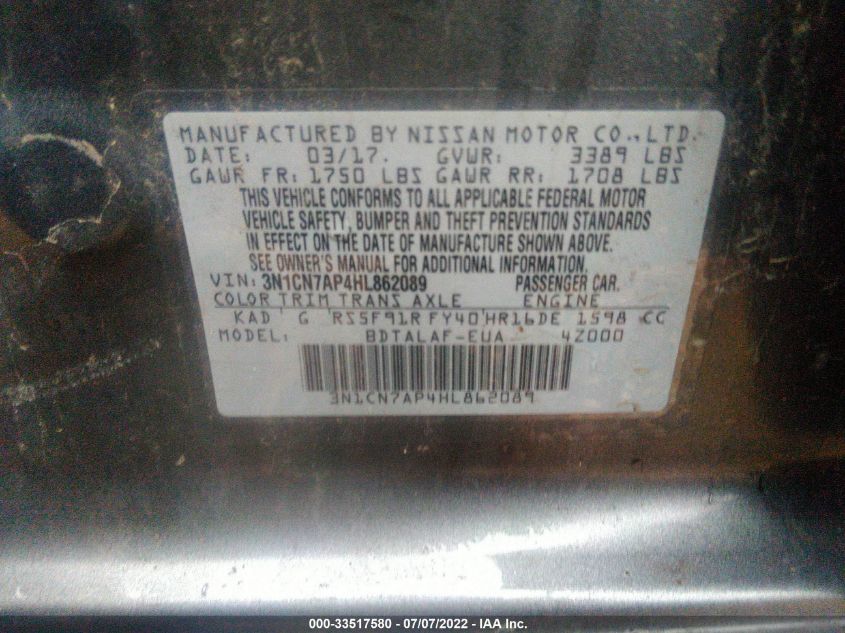 MANUFACTURED BY NISSAN MOTOR CO., LTD.
DATE: 03/17. GVWR: 3389 LBS
GAWR FR: 1750 LBS GAWR RR: 1708 LBS
THIS VEHICLE CONFORMS TO ALL APPLICABLE FEDERAL MOTOR
VEHICLE SAFETY, BUMPER AND THEFT PREVENTION STANDARDS
IN EFFECT ON THE DATE OF MANUFACTURE SHOWN ABOVE.
SEE OWNER'S MANUAL FOR ADDITIONAL INFORMATION.
VIN: 3N1CN7AP4HL862089 PASSENGER CAR.
COLOR TRIM TRANS AXLE ENGINE
KAD G RS5F91R FY40 HR16DE 1598 CC
MODEL: BDTALAF-EUA 4Z000
3N1CN7AP4HL862089
000-33517580 - 07/07/2022 - IAA Inc.